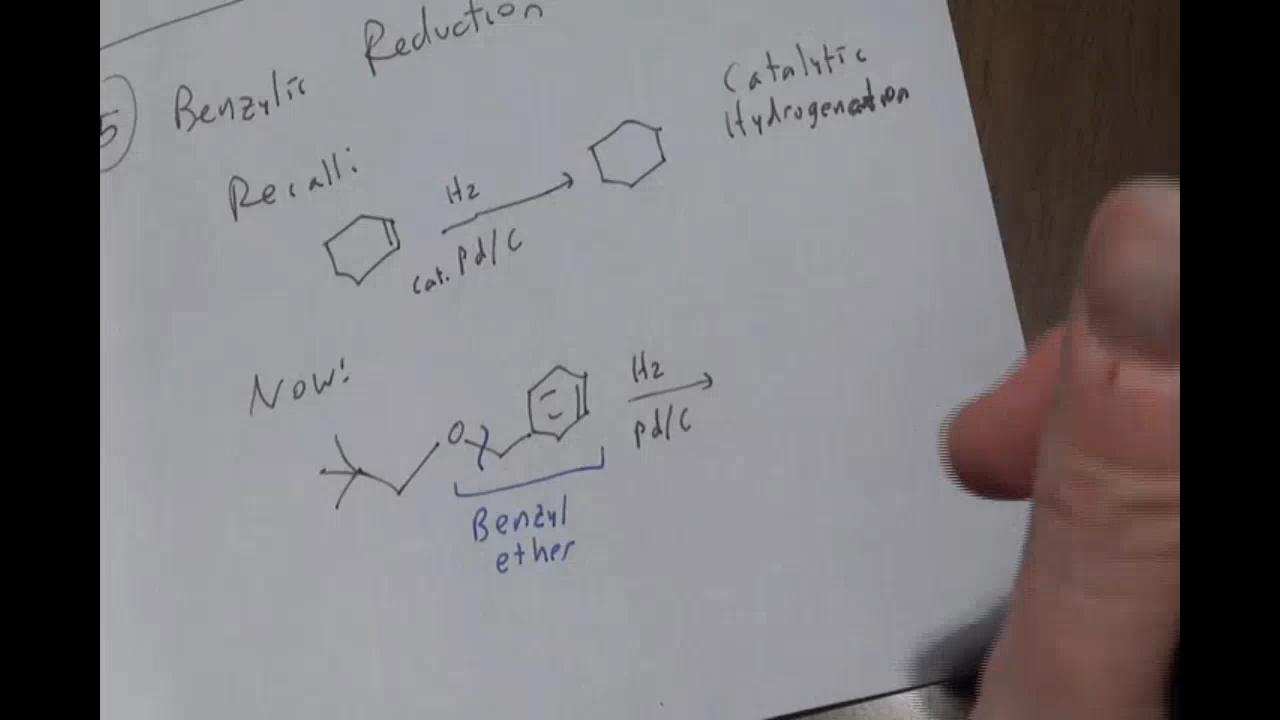 5 Benzylic Reduction
Recall:
H2
cat. Pd/C
Catalytic
Hydrogenation
Now!
O
H2
Pd/C
Benzyl
ether